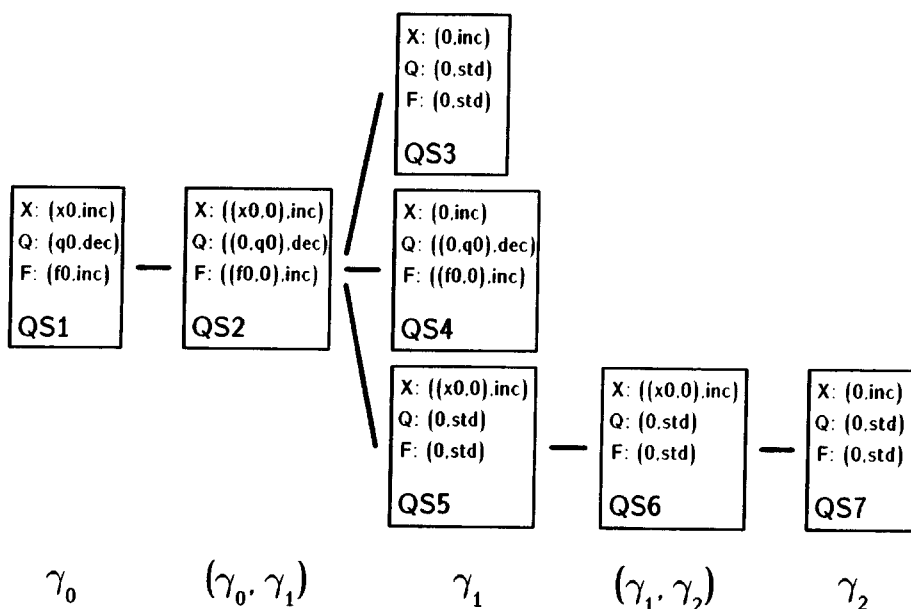 X: (0,inc)
Q: (0,std)
F: (0,std)
QS3
X: (x0,inc)
Q: (q0,dec)
F: (f0,inc)
QS1
X: ((x0,0),inc)
Q: ((0,q0),dec)
F: ((f0,0),inc)
QS2
X: (0,inc)
Q: ((0,q0),dec)
F: ((f0,0),inc)
QS4
X: ((x0,0),inc)
Q: (0,std)
F: (0,std)
QS5
X: ((x0,0),inc)
Q: (0,std)
F: (0,std)
QS6
X: (0,inc)
Q: (0,std)
F: (0,std)
QS7
γ₀ (γ₀, γ₁) γ₁ (γ₁, γ₂) γ₂